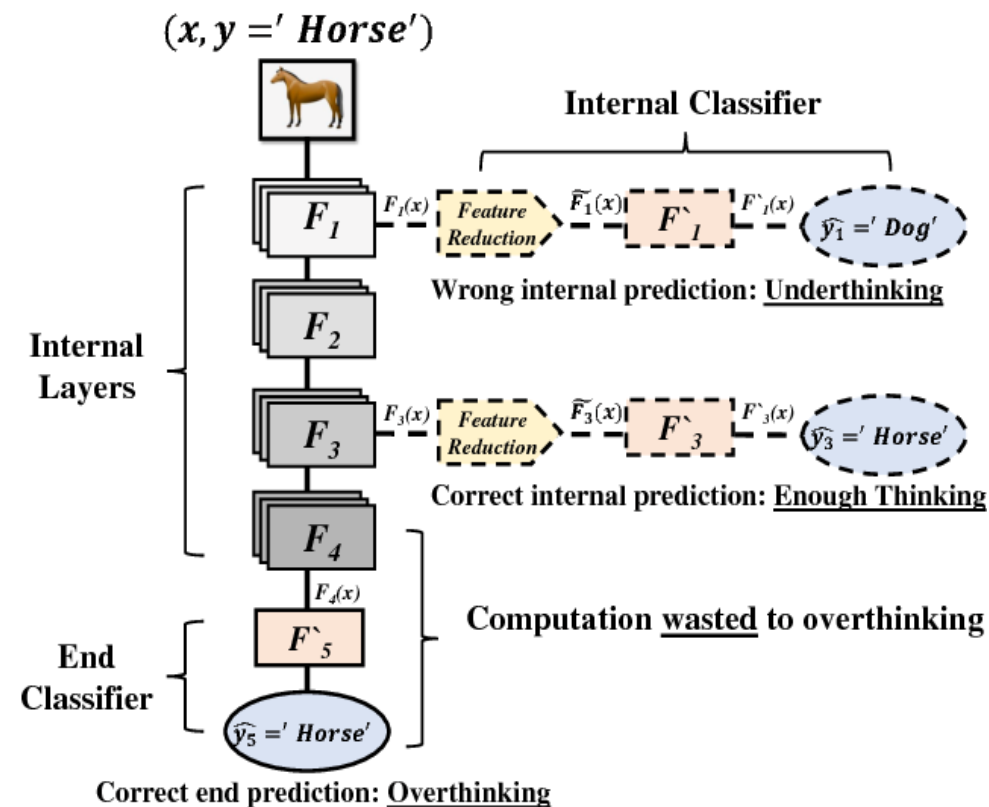 (x, y =' Horse')
Internal Classifier
F₁
F₁(x)
Feature
Reduction
F̃₁(x)
F`₁
F`₁(x)
ŷ₁ =' Dog'
Wrong internal prediction: Underthinking
F₂
Internal
Layers
F₃
F₃(x)
Feature
Reduction
F̃₃(x)
F`₃
F`₃(x)
ŷ₃ =' Horse'
Correct internal prediction: Enough Thinking
F₄
F₄(x)
Computation wasted to overthinking
F`₅
End
Classifier
ŷ₅ =' Horse'
Correct end prediction: Overthinking